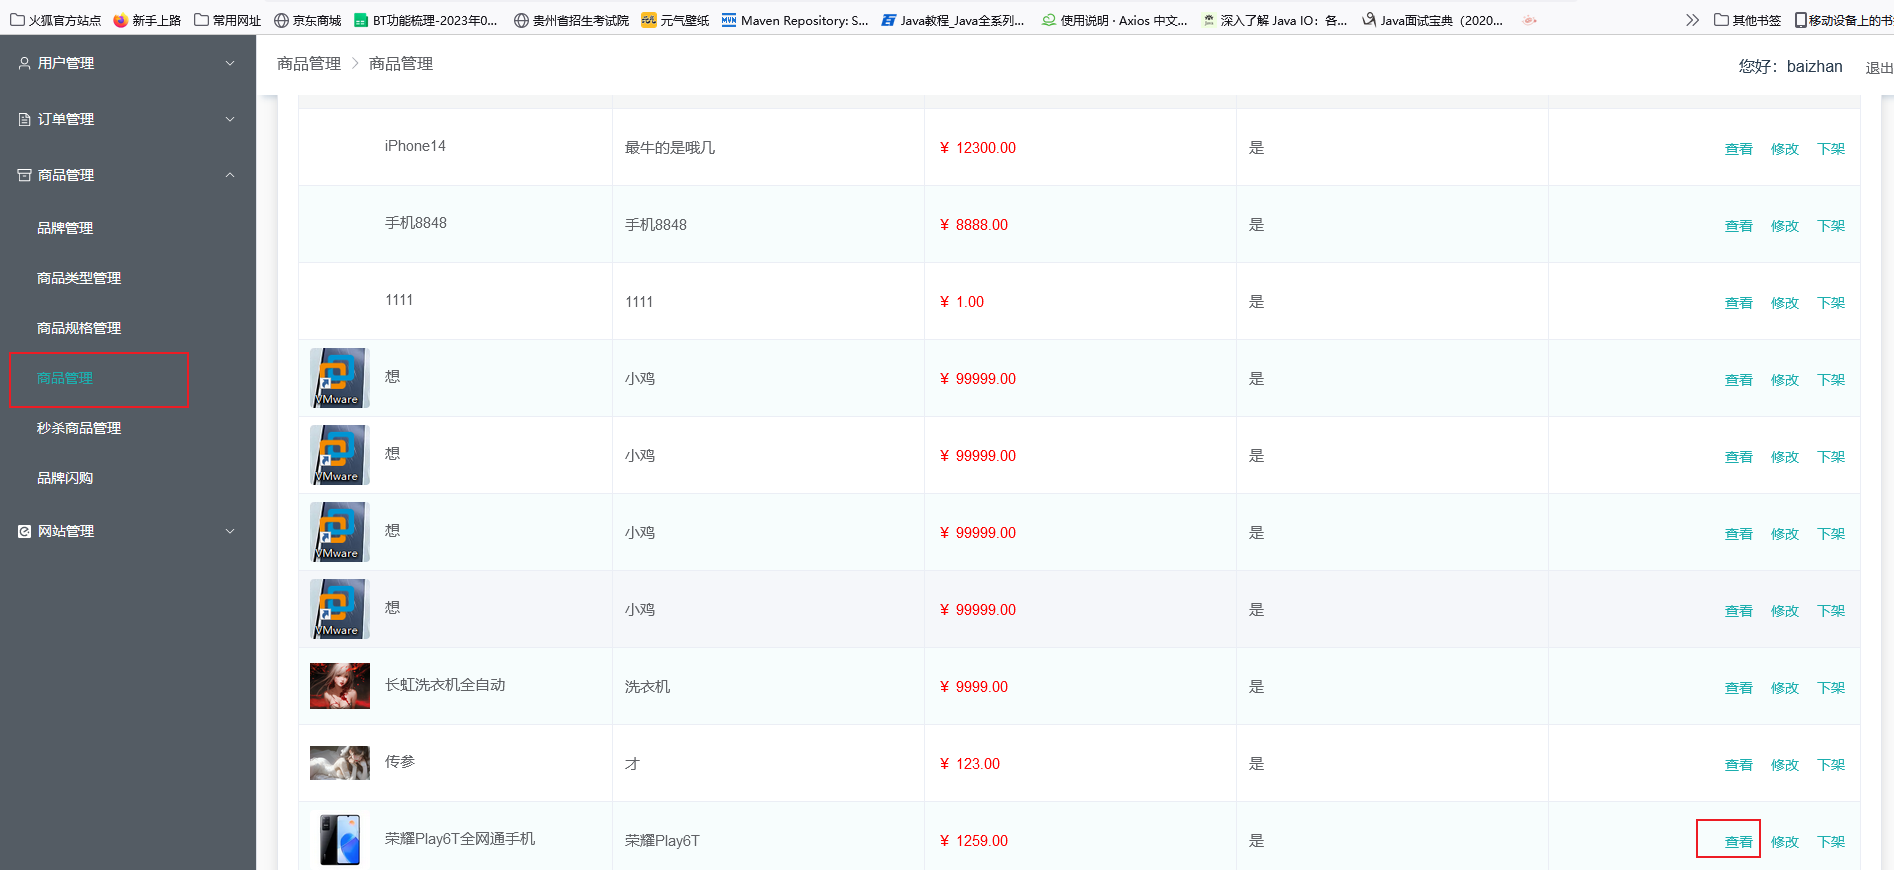 火狐官方站点 新手上路 常用网址 京东商城 BT功能梳理-2023年0... 贵州省招生考试院 元气壁纸 Maven Repository: S... Java教程_Java全系列... 使用说明 · Axios 中文... 深入了解 Java IO：各... Java面试宝典（2020... 其他书签 移动设备上的书
用户管理
订单管理
商品管理
品牌管理
商品类型管理
商品规格管理
商品管理
秒杀商品管理
品牌闪购
网站管理
商品管理 > 商品管理
您好：baizhan 退出
iPhone14 最牛的是哦几 ¥ 12300.00 是 查看 修改 下架
手机8848 手机8848 ¥ 8888.00 是 查看 修改 下架
1111 1111 ¥ 1.00 是 查看 修改 下架
VMware 想 小鸡 ¥ 99999.00 是 查看 修改 下架
VMware 想 小鸡 ¥ 99999.00 是 查看 修改 下架
VMware 想 小鸡 ¥ 99999.00 是 查看 修改 下架
VMware 想 小鸡 ¥ 99999.00 是 查看 修改 下架
长虹洗衣机全自动 洗衣机 ¥ 9999.00 是 查看 修改 下架
传参 才 ¥ 123.00 是 查看 修改 下架
荣耀Play6T全网通手机 荣耀Play6T ¥ 1259.00 是 查看 修改 下架